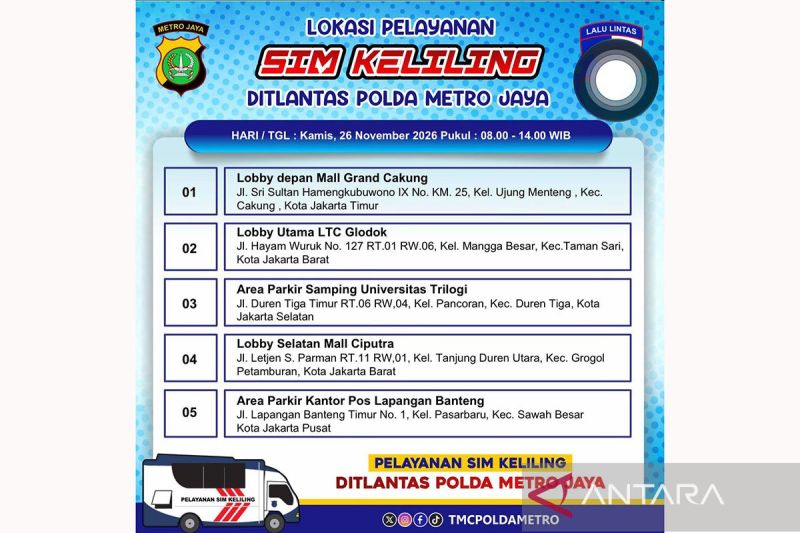 METRO JAYA
LOKASI PELAYANAN
SIM KELILING
DITLANTAS POLDA METRO JAYA
LALU LINTAS
HARI / TGL : Kamis, 26 November 2026 Pukul : 08.00 - 14.00 WIB
01
Lobby depan Mall Grand Cakung
Jl. Sri Sultan Hamengkubuwono IX No. KM. 25, Kel. Ujung Menteng , Kec.
Cakung , Kota Jakarta Timur
02
Lobby Utama LTC Glodok
Jl. Hayam Wuruk No. 127 RT.01 RW.06, Kel. Mangga Besar, Kec.Taman Sari,
Kota Jakarta Barat
03
Area Parkir Samping Universitas Trilogi
Jl. Duren Tiga Timur RT.06 RW,04, Kel. Pancoran, Kec. Duren Tiga, Kota
Jakarta Selatan
04
Lobby Selatan Mall Ciputra
Jl. Letjen S. Parman RT.11 RW,01, Kel. Tanjung Duren Utara, Kec. Grogol
Petamburan, Kota Jakarta Barat
05
Area Parkir Kantor Pos Lapangan Banteng
Jl. Lapangan Banteng Timur No. 1, Kel. Pasarbaru, Kec. Sawah Besar
Kota Jakarta Pusat
PELAYANAN SIM KELILING
PELAYANAN SIM KELILING
DITLANTAS POLDA METRO JAYA
TMCPOLDAMETRO
ANTARA